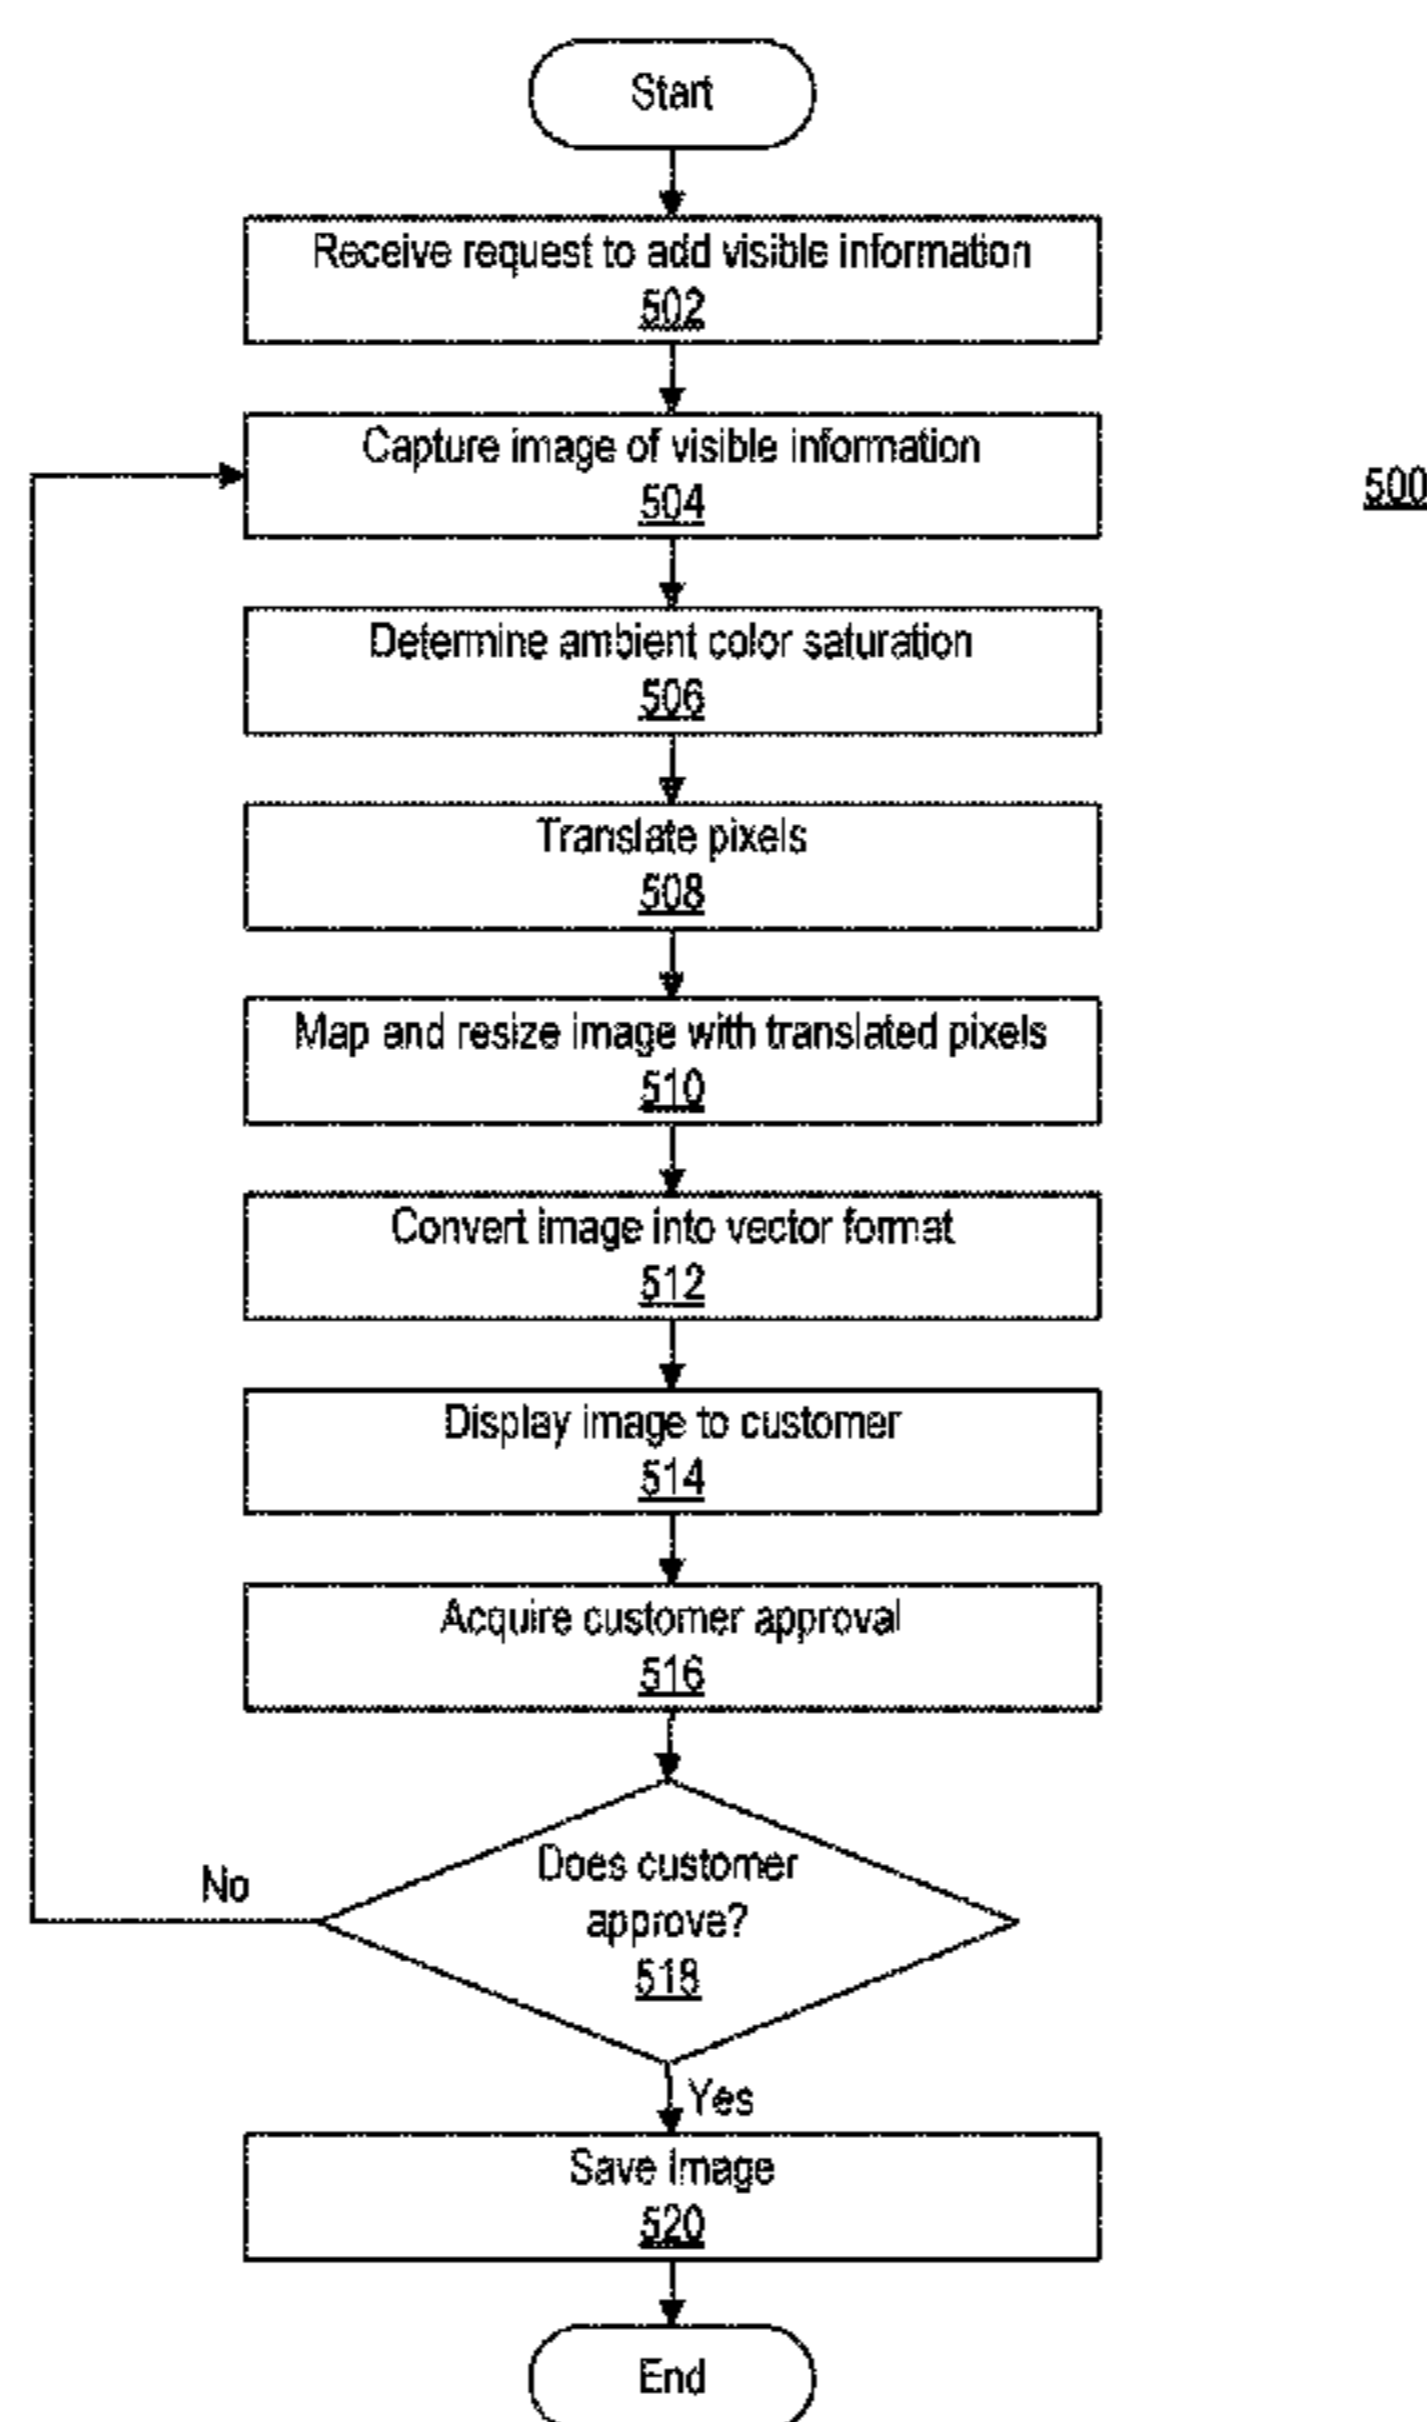 Start
Receive request to add visible information
502
Capture image of visible information
504
500
Determine ambient color saturation
506
Translate pixels
508
Map and resize image with translated pixels
510
Convert image into vector format
512
Display image to customer
514
Acquire customer approval
516
Does customer
approve?
518
No
Yes
Save Image
520
End